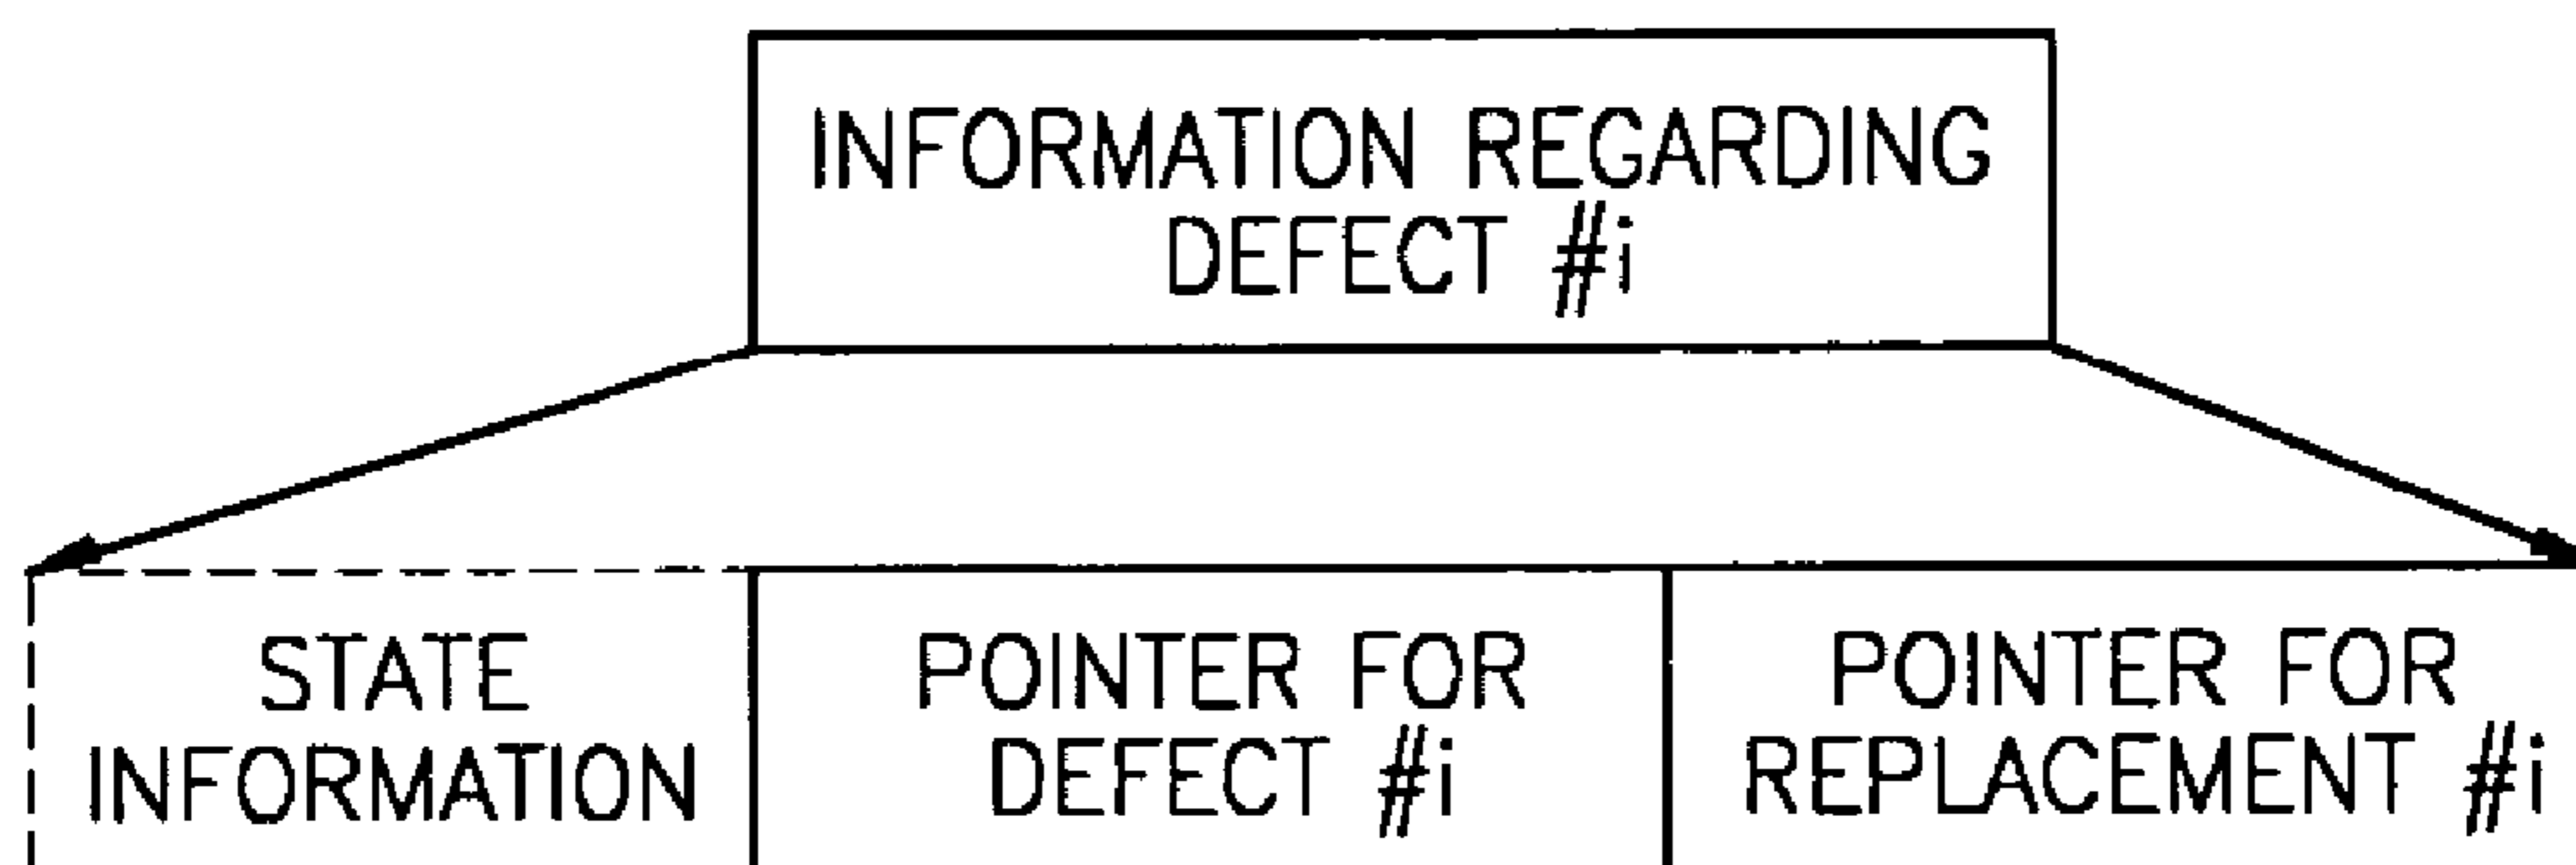 INFORMATION REGARDING
DEFECT #i
STATE
INFORMATION
POINTER FOR
DEFECT #i
POINTER FOR
REPLACEMENT #i